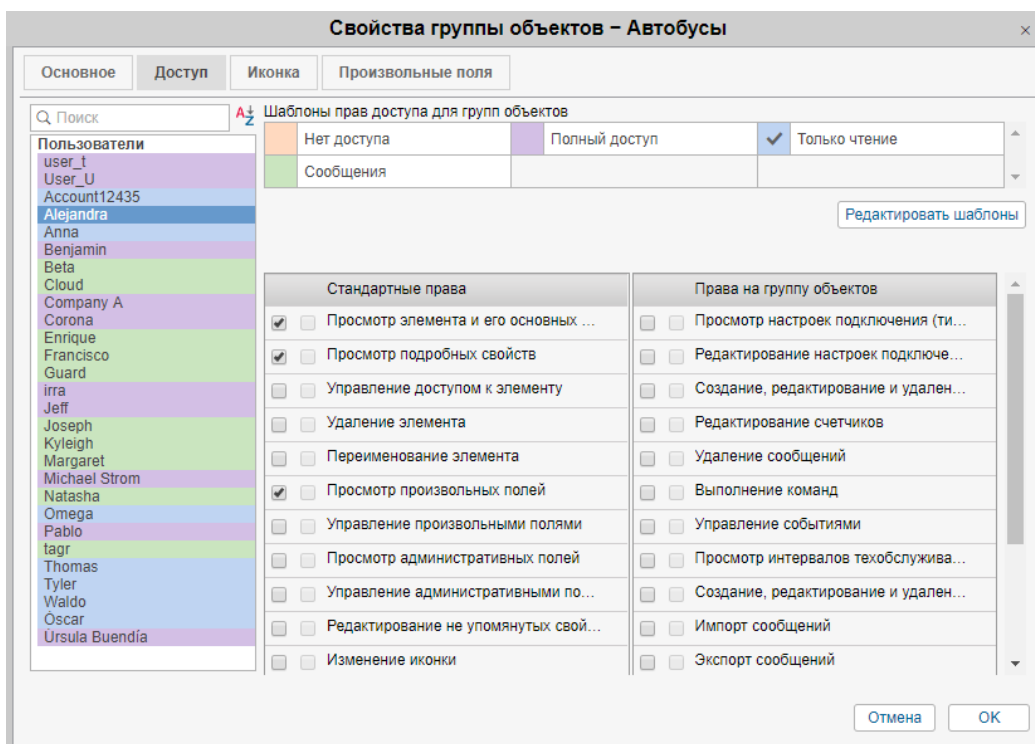 Свойства группы объектов – Автобусы
Основное Доступ Иконка Произвольные поля
Поиск
Пользователи
user_t
User_U
Account12435
Alejandra
Anna
Benjamin
Beta
Cloud
Company A
Corona
Enrique
Francisco
Guard
irra
Jeff
Joseph
Kyleigh
Margaret
Michael Strom
Natasha
Omega
Pablo
tagr
Thomas
Tyler
Waldo
Óscar
Úrsula Buendía
Шаблоны прав доступа для групп объектов
Нет доступа Полный доступ Только чтение
Сообщения
Редактировать шаблоны
Стандартные права
Просмотр элемента и его основных ...
Просмотр подробных свойств
Управление доступом к элементу
Удаление элемента
Переименование элемента
Просмотр произвольных полей
Управление произвольными полями
Просмотр административных полей
Управление административными по...
Редактирование не упомянутых свой...
Изменение иконки
Права на группу объектов
Просмотр настроек подключения (ти...
Редактирование настроек подключе...
Создание, редактирование и удален...
Редактирование счетчиков
Удаление сообщений
Выполнение команд
Управление событиями
Просмотр интервалов техобслужива...
Создание, редактирование и удален...
Импорт сообщений
Экспорт сообщений
Отмена OK